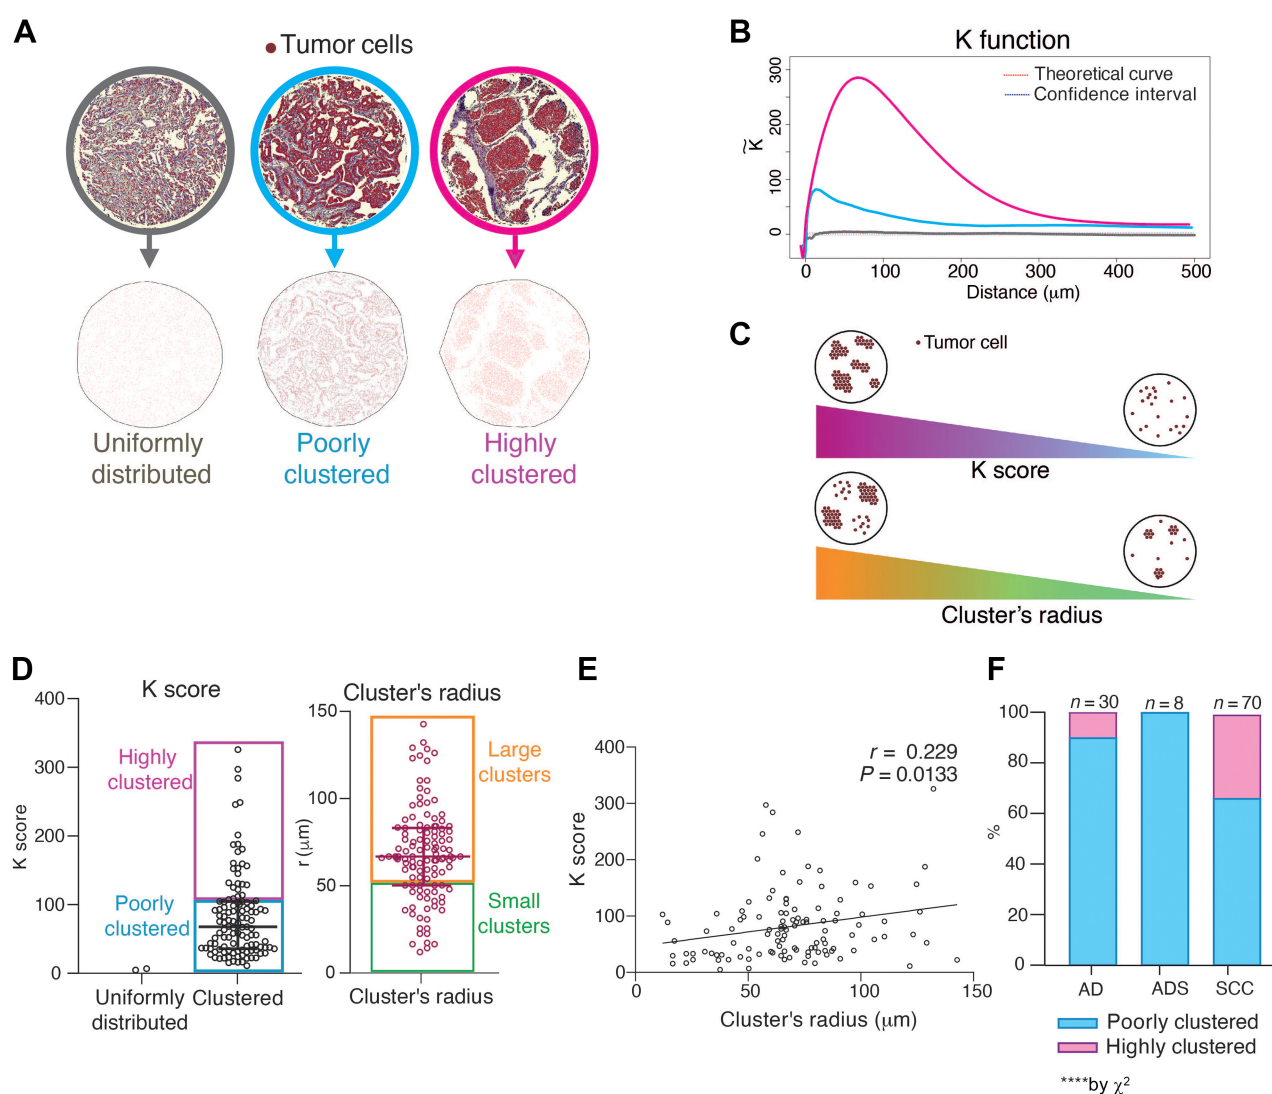 A
Tumor cells
Uniformly
distributed
Poorly
clustered
Highly
clustered
B
K function
Theoretical curve
Confidence interval
K̃
300
200
100
0
0 100 200 300 400 500
Distance (μm)
C
Tumor cell
K score
Cluster's radius
D
K score
K score
400
300
200
100
0
Highly
clustered
Poorly
clustered
Uniformly
distributed
Clustered
Cluster's radius
r (μm)
150
100
50
0
Large
clusters
Small
clusters
Cluster's radius
E
r = 0.229
P = 0.0133
K score
400
300
200
100
0
0 50 100 150
Cluster's radius (μm)
F
n = 30 n = 8 n = 70
%
100
80
60
40
20
0
AD ADS SCC
Poorly clustered
Highly clustered
****by χ²